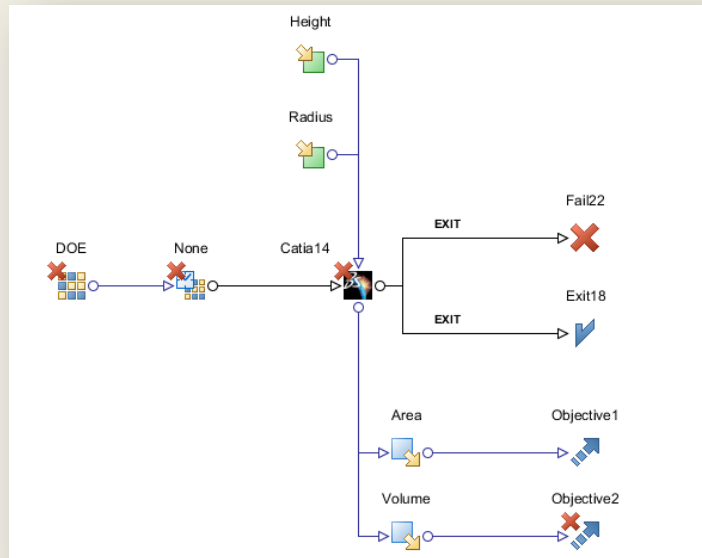 Height
Radius
Fail22
EXIT
DOE
None
Catia14
Exit18
EXIT
Area
Objective1
Volume
Objective2